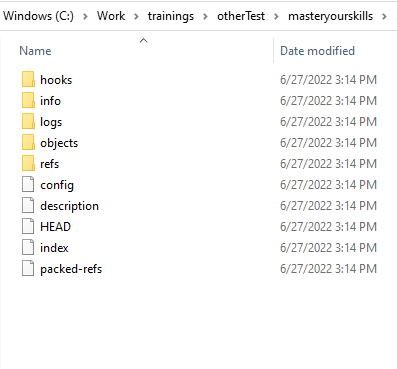 Windows (C:) > Work > trainings > otherTest > masteryourskills >
Name Date modified
hooks 6/27/2022 3:14 PM
info 6/27/2022 3:14 PM
logs 6/27/2022 3:14 PM
objects 6/27/2022 3:14 PM
refs 6/27/2022 3:14 PM
config 6/27/2022 3:14 PM
description 6/27/2022 3:14 PM
HEAD 6/27/2022 3:14 PM
index 6/27/2022 3:14 PM
packed-refs 6/27/2022 3:14 PM